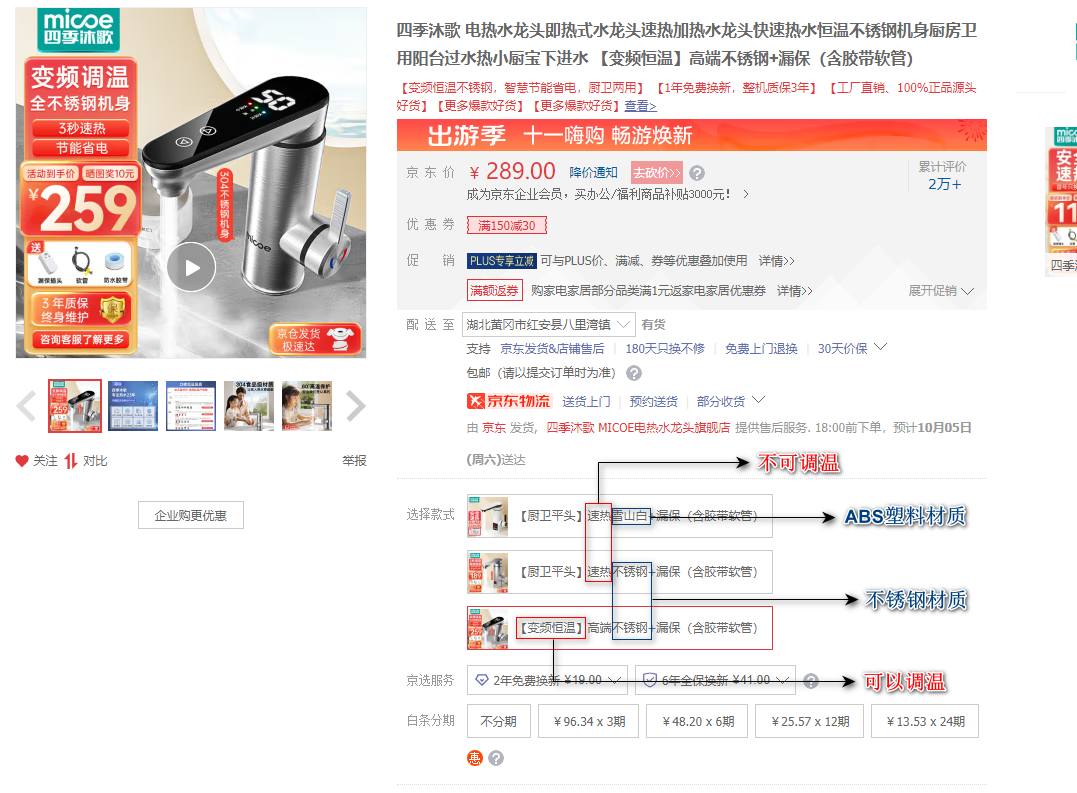 micoe
四季沐歌
变频调温
全不锈钢机身
3秒速热
节能省电
活动到手价
晒图奖10元
¥259
送
漏保插头
软管
防水胶带
3年质保
终身维护
咨询客服了解更多
304不锈钢机身
micoe
50
京仓发货
极速达
关注
对比
举报
企业购更优惠
四季沐歌 电热水龙头即热式水龙头速热加热水龙头快速热水恒温不锈钢机身厨房卫
用阳台过水热小厨宝下进水 【变频恒温】高端不锈钢+漏保（含胶带软管）
【变频恒温不锈钢，智慧节能省电，厨卫两用】 【1年免费换新，整机质保3年】 【工厂直销、100%正品源头
好货】【更多爆款好货】【更多爆款好货】查看>
出游季 十一嗨购 畅游焕新
京东价 ¥ 289.00 降价通知 去砍价>> ?
累计评价
2万+
成为京东企业会员，买办公/福利商品补贴3000元！ >
优惠券 满150减30
促销 PLUS专享立减 可与PLUS价、满减、券等优惠叠加使用 详情>>
满额返券 购家电家居部分品类满1元返家电家居优惠券 详情>>
展开促销
配送至 湖北黄冈市红安县八里湾镇 有货
支持 京东发货&店铺售后 180天只换不修 免费上门退换 30天价保
包邮（请以提交订单时为准） ?
京东物流 送货上门 预约送货 部分收货
由 京东 发货, 四季沐歌 MICOE电热水龙头旗舰店 提供售后服务. 18:00前下单，预计10月05日
(周六)送达
不可调温
选择款式 【厨卫平头】速热雪山白+漏保（含胶带软管）
ABS塑料材质
【厨卫平头】速热不锈钢+漏保（含胶带软管）
不锈钢材质
【变频恒温】高端不锈钢+漏保（含胶带软管）
京选服务 2年免费换新 ¥19.00 6年全保换新 ¥41.00 ?
可以调温
白条分期 不分期 ¥96.34 x 3期 ¥48.20 x 6期 ¥25.57 x 12期 ¥13.53 x 24期
惠 ?